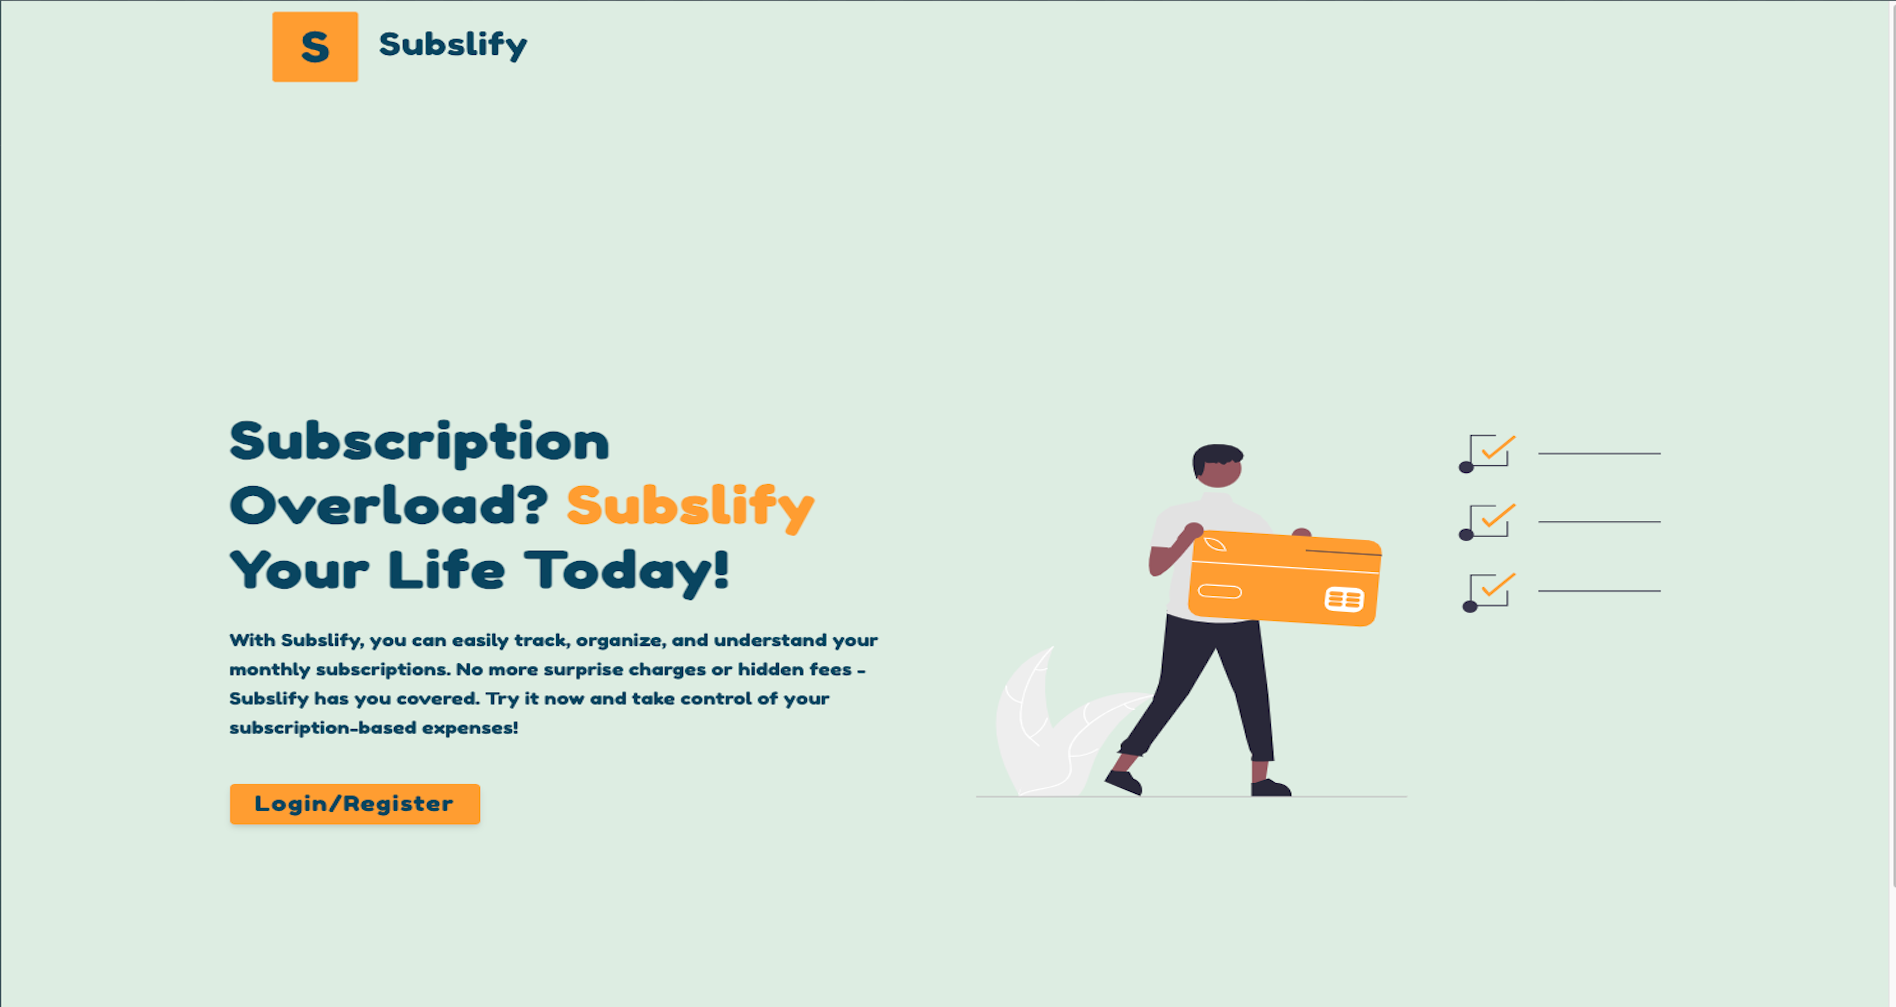 S Subslify
Subscription
Overload? Subslify
Your Life Today!
With Subslify, you can easily track, organize, and understand your
monthly subscriptions. No more surprise charges or hidden fees -
Subslify has you covered. Try it now and take control of your
subscription-based expenses!
Login/Register